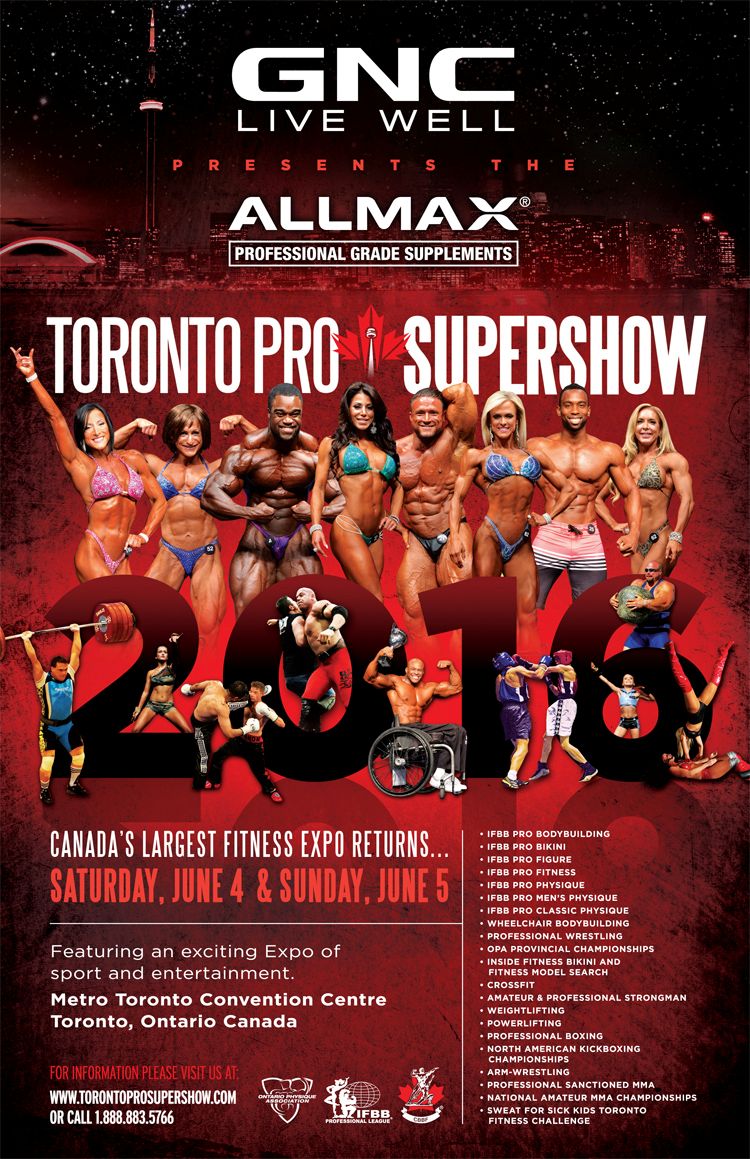 GNC
LIVE WELL
PRESENTS THE
ALLMAX®
PROFESSIONAL GRADE SUPPLEMENTS
TORONTO PRO SUPERSHOW
2016
CANADA'S LARGEST FITNESS EXPO RETURNS...
SATURDAY, JUNE 4 & SUNDAY, JUNE 5
Featuring an exciting Expo of
sport and entertainment.
Metro Toronto Convention Centre
Toronto, Ontario Canada
FOR INFORMATION PLEASE VISIT US AT:
WWW.TORONTOPROSUPERSHOW.COM
OR CALL 1.888.883.5766
ONTARIO PHYSIQUE
ASSOCIATION
IFBB
PROFESSIONAL LEAGUE
CBBF
• IFBB PRO BODYBUILDING
• IFBB PRO BIKINI
• IFBB PRO FIGURE
• IFBB PRO FITNESS
• IFBB PRO PHYSIQUE
• IFBB PRO MEN'S PHYSIQUE
• IFBB PRO CLASSIC PHYSIQUE
• WHEELCHAIR BODYBUILDING
• PROFESSIONAL WRESTLING
• OPA PROVINCIAL CHAMPIONSHIPS
• INSIDE FITNESS BIKINI AND
FITNESS MODEL SEARCH
• CROSSFIT
• AMATEUR & PROFESSIONAL STRONGMAN
• WEIGHTLIFTING
• POWERLIFTING
• PROFESSIONAL BOXING
• NORTH AMERICAN KICKBOXING
CHAMPIONSHIPS
• ARM-WRESTLING
• PROFESSIONAL SANCTIONED MMA
• NATIONAL AMATEUR MMA CHAMPIONSHIPS
• SWEAT FOR SICK KIDS TORONTO
FITNESS CHALLENGE